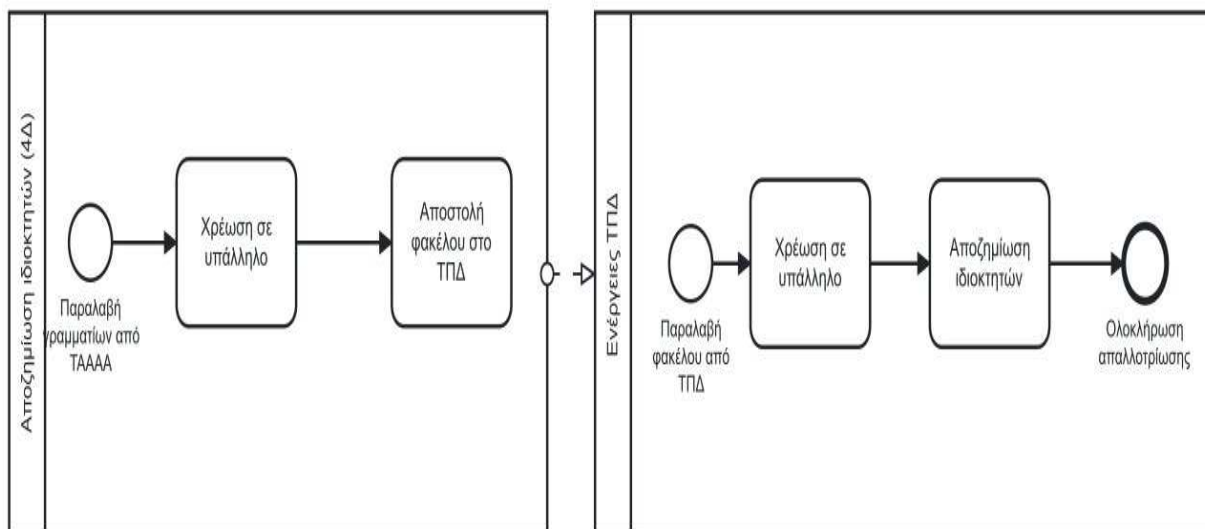 Αποζημίωση ιδιοκτητών (4Δ)
Παραλαβή
γραμματίων από
ΤΑΑΑΑ
Χρέωση σε
υπάλληλο
Αποστολή
φακέλου στο
ΤΠΔ
Ενέργειες ΤΠΔ
Παραλαβή
φακέλου από
ΤΠΔ
Χρέωση σε
υπάλληλο
Αποζημίωση
ιδιοκτητών
Ολοκλήρωση
απαλλοτρίωσης